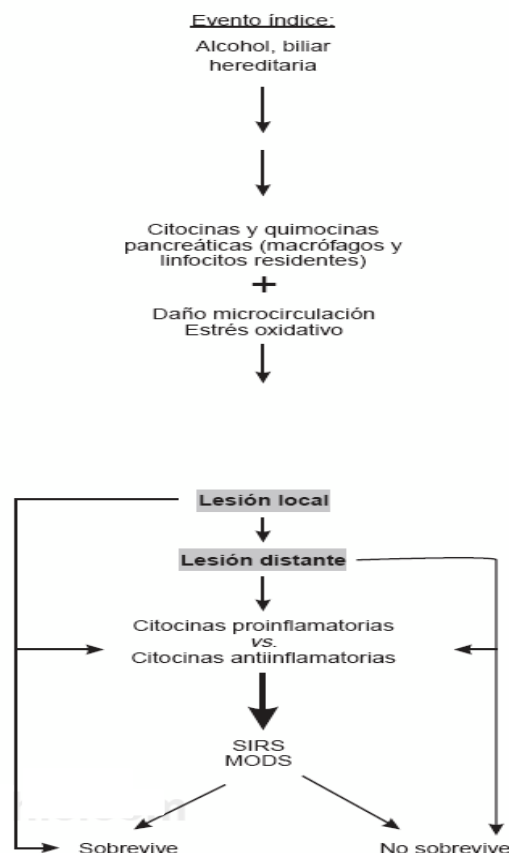 Evento índice:
Alcohol, biliar
hereditaria
Citocinas y quimocinas
pancreáticas (macrófagos y
linfocitos residentes)
+
Daño microcirculación
Estrés oxidativo
Lesión local
Lesión distante
Citocinas proinflamatorias
vs.
Citocinas antiinflamatorias
SIRS
MODS
Sobrevive
No sobrevive